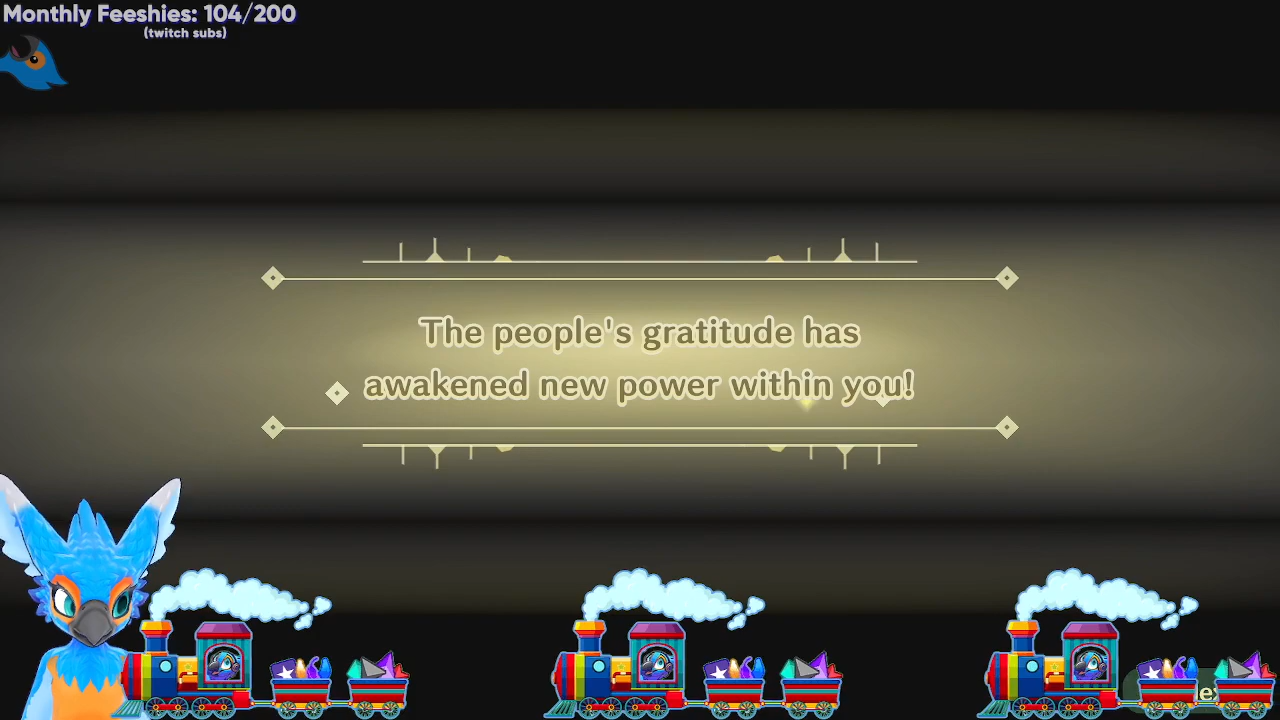 Monthly Feeshies: 104/200
(twitch subs)
The people's gratitude has
awakened new power within you!